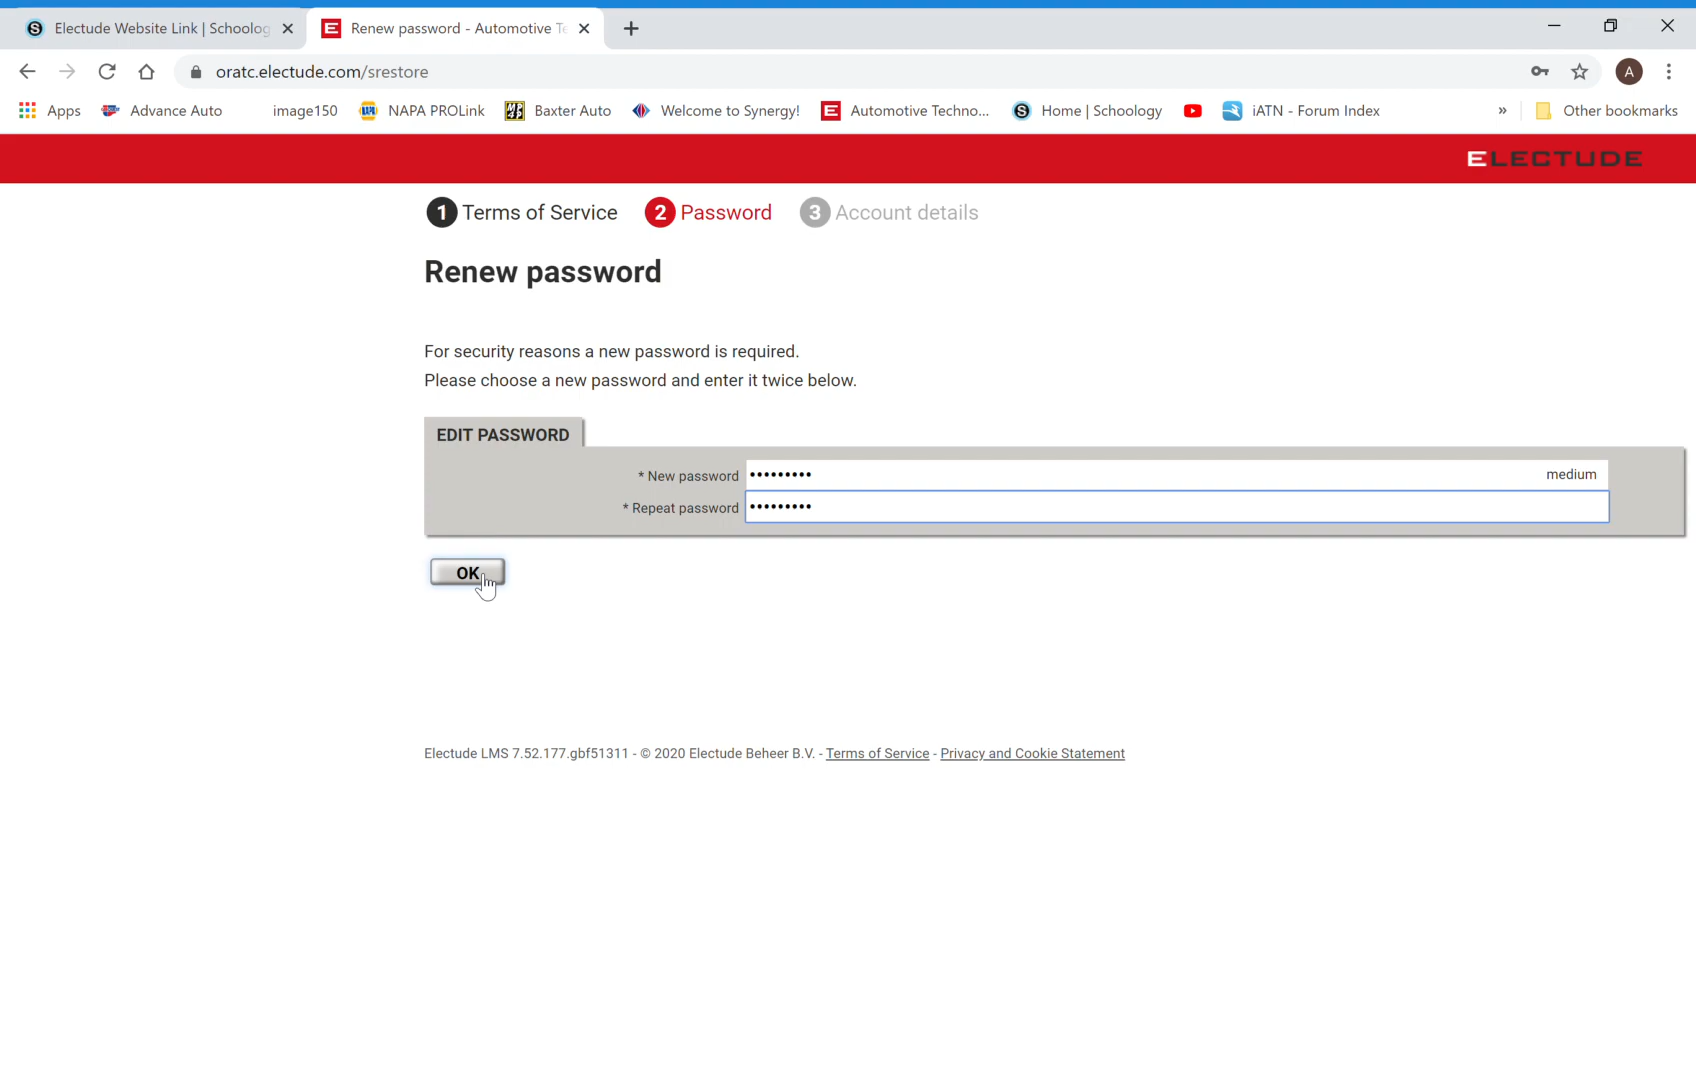 Electude Website Link | Schoolog
Renew password - Automotive Te
oratc.electude.com/srestore
A
Apps
Advance Auto
image150
NAPA PROLink
Baxter Auto
Welcome to Synergy!
Automotive Techno...
Home | Schoology
iATN - Forum Index
»
Other bookmarks
ELECTUDE
1 Terms of Service
2 Password
3 Account details
Renew password
For security reasons a new password is required.
Please choose a new password and enter it twice below.
EDIT PASSWORD
* New password ••••••••• medium
* Repeat password •••••••••
OK
Electude LMS 7.52.177.gbf51311 - © 2020 Electude Beheer B.V. - Terms of Service - Privacy and Cookie Statement